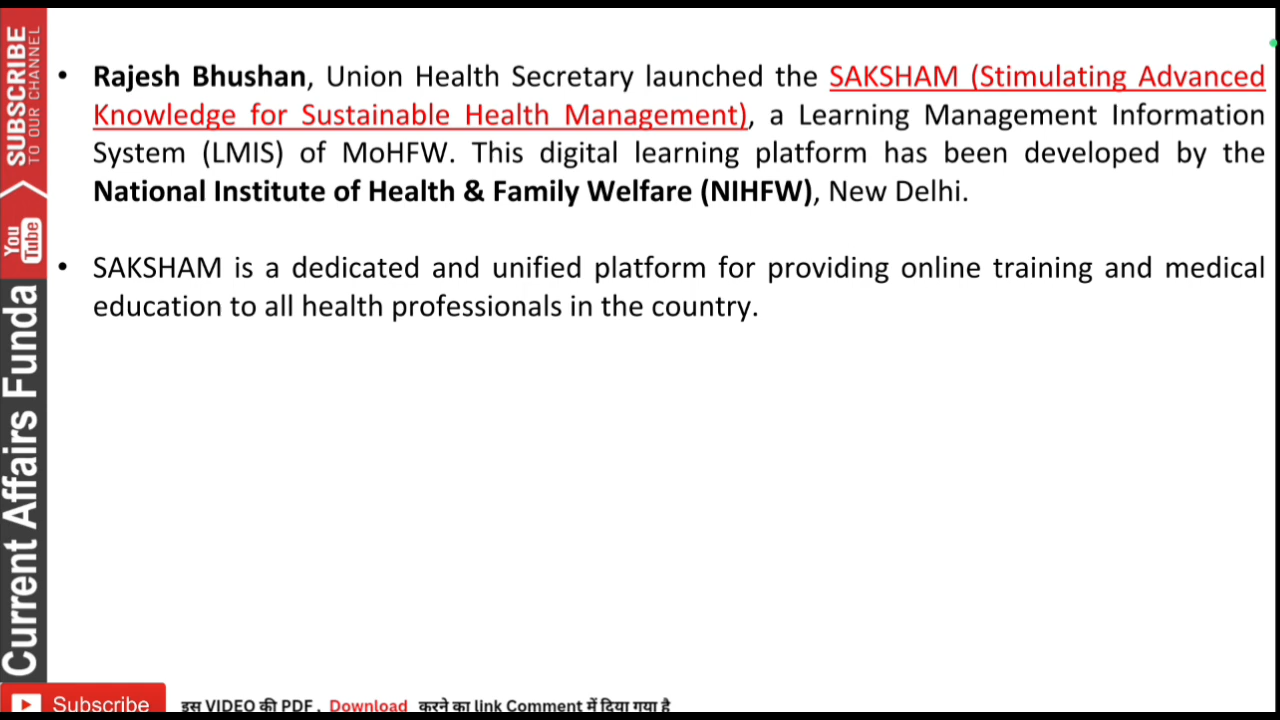 SUBSCRIBE
TO OUR CHANNEL
You
Tube
Current Affairs Funda
• Rajesh Bhushan, Union Health Secretary launched the SAKSHAM (Stimulating Advanced
Knowledge for Sustainable Health Management), a Learning Management Information
System (LMIS) of MoHFW. This digital learning platform has been developed by the
National Institute of Health & Family Welfare (NIHFW), New Delhi.
• SAKSHAM is a dedicated and unified platform for providing online training and medical
education to all health professionals in the country.
Subscribe
इस VIDEO की PDF , Download करने का link Comment में दिया गया है